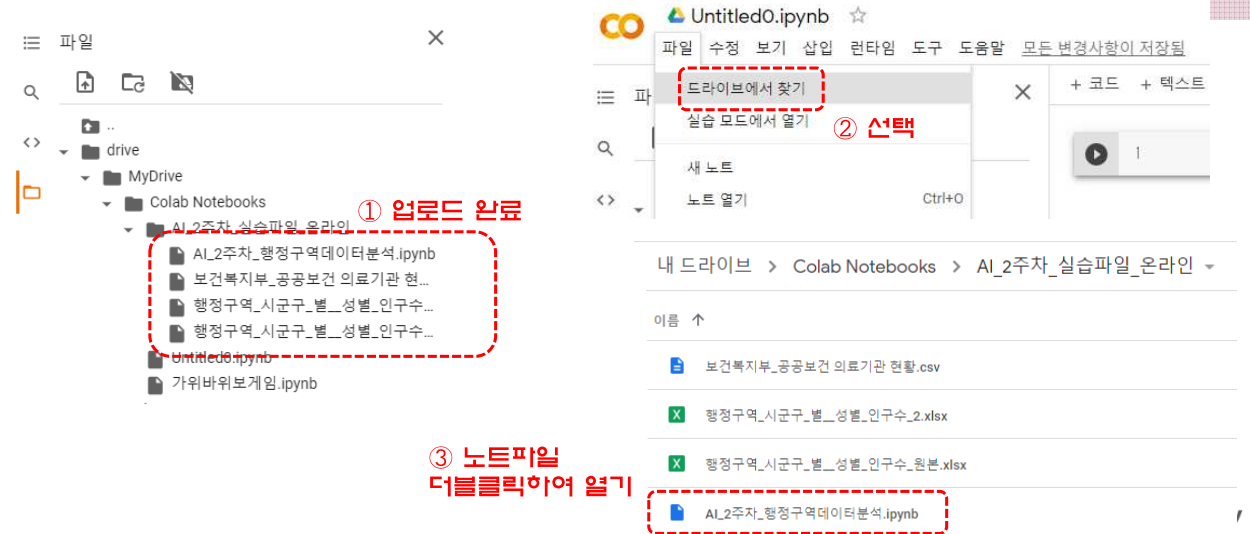 파일
..
drive
MyDrive
Colab Notebooks
① 업로드 완료
AI_2주차_실습파일_온라인
AI_2주차_행정구역데이터분석.ipynb
보건복지부_공공보건 의료기관 현...
행정구역_시군구_별__성별_인구수...
행정구역_시군구_별__성별_인구수...
Untitled0.ipynb
가위바위보게임.ipynb
CO
Untitled0.ipynb
파일 수정 보기 삽입 런타임 도구 도움말 모든 변경사항이 저장됨
드라이브에서 찾기
+ 코드 + 텍스트
파
실습 모드에서 열기
② 선택
1
새 노트
노트 열기 Ctrl+O
내 드라이브 > Colab Notebooks > AI_2주차_실습파일_온라인
이름 ↑
보건복지부_공공보건 의료기관 현황.csv
행정구역_시군구_별__성별_인구수_2.xlsx
행정구역_시군구_별__성별_인구수_원본.xlsx
AI_2주차_행정구역데이터분석.ipynb
③ 노트파일
더블클릭하여 열기